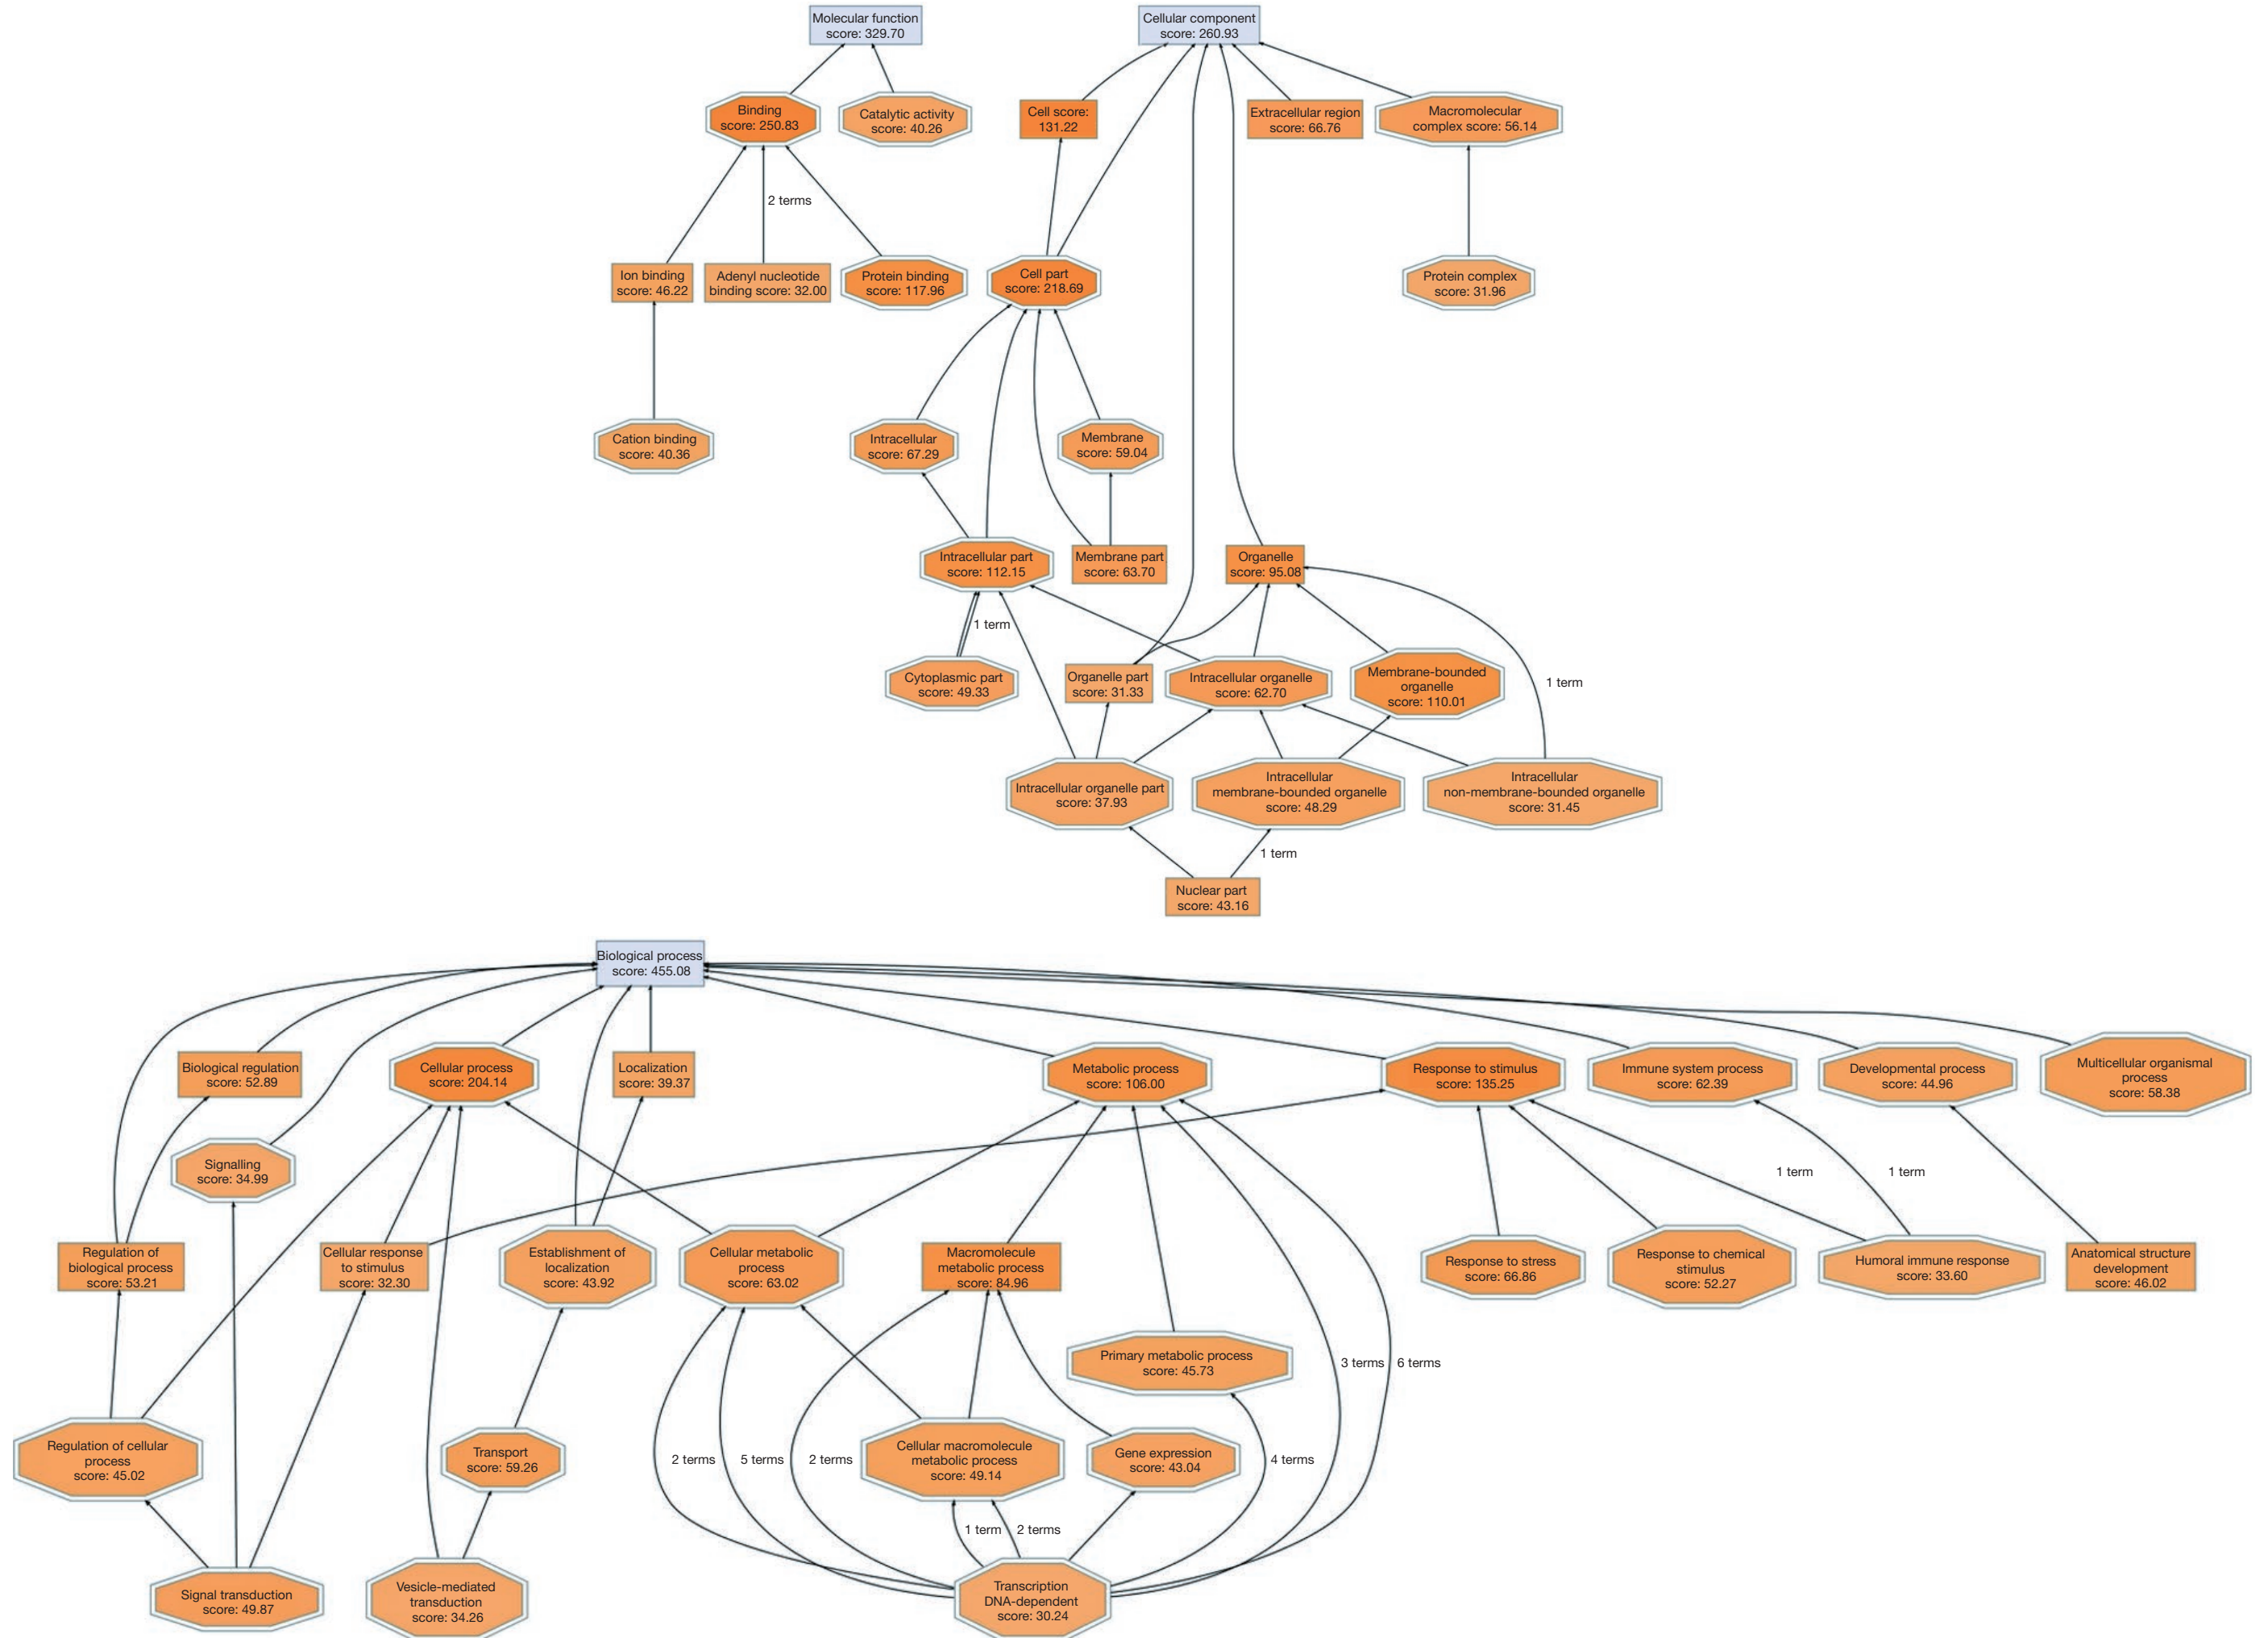 Molecular function
score: 329.70
Cellular component
score: 260.93
Binding
score: 250.83
Catalytic activity
score: 40.26
Cell score:
131.22
Extracellular region
score: 66.76
Macromolecular
complex score: 56.14
2 terms
Ion binding
score: 46.22
Adenyl nucleotide
binding score: 32.00
Protein binding
score: 117.96
Cell part
score: 218.69
Protein complex
score: 31.96
Cation binding
score: 40.36
Intracellular
score: 67.29
Membrane
score: 59.04
Intracellular part
score: 112.15
Membrane part
score: 63.70
Organelle
score: 95.08
1 term
Cytoplasmic part
score: 49.33
Organelle part
score: 31.33
Intracellular organelle
score: 62.70
Membrane-bounded
organelle
score: 110.01
1 term
Intracellular organelle part
score: 37.93
Intracellular
membrane-bounded organelle
score: 48.29
Intracellular
non-membrane-bounded organelle
score: 31.45
1 term
Nuclear part
score: 43.16
Biological process
score: 455.08
Biological regulation
score: 52.89
Cellular process
score: 204.14
Localization
score: 39.37
Metabolic process
score: 106.00
Response to stimulus
score: 135.25
Immune system process
score: 62.39
Developmental process
score: 44.96
Multicellular organismal
process
score: 58.38
Signalling
score: 34.99
1 term
1 term
Regulation of
biological process
score: 53.21
Cellular response
to stimulus
score: 32.30
Establishment of
localization
score: 43.92
Cellular metabolic
process
score: 63.02
Macromolecule
metabolic process
score: 84.96
Response to stress
score: 66.86
Response to chemical
stimulus
score: 52.27
Humoral immune response
score: 33.60
Anatomical structure
development
score: 46.02
Primary metabolic process
score: 45.73
3 terms
6 terms
Regulation of cellular
process
score: 45.02
Transport
score: 59.26
2 terms
5 terms
2 terms
Cellular macromolecule
metabolic process
score: 49.14
Gene expression
score: 43.04
4 terms
1 term
2 terms
Signal transduction
score: 49.87
Vesicle-mediated
transduction
score: 34.26
Transcription
DNA-dependent
score: 30.24